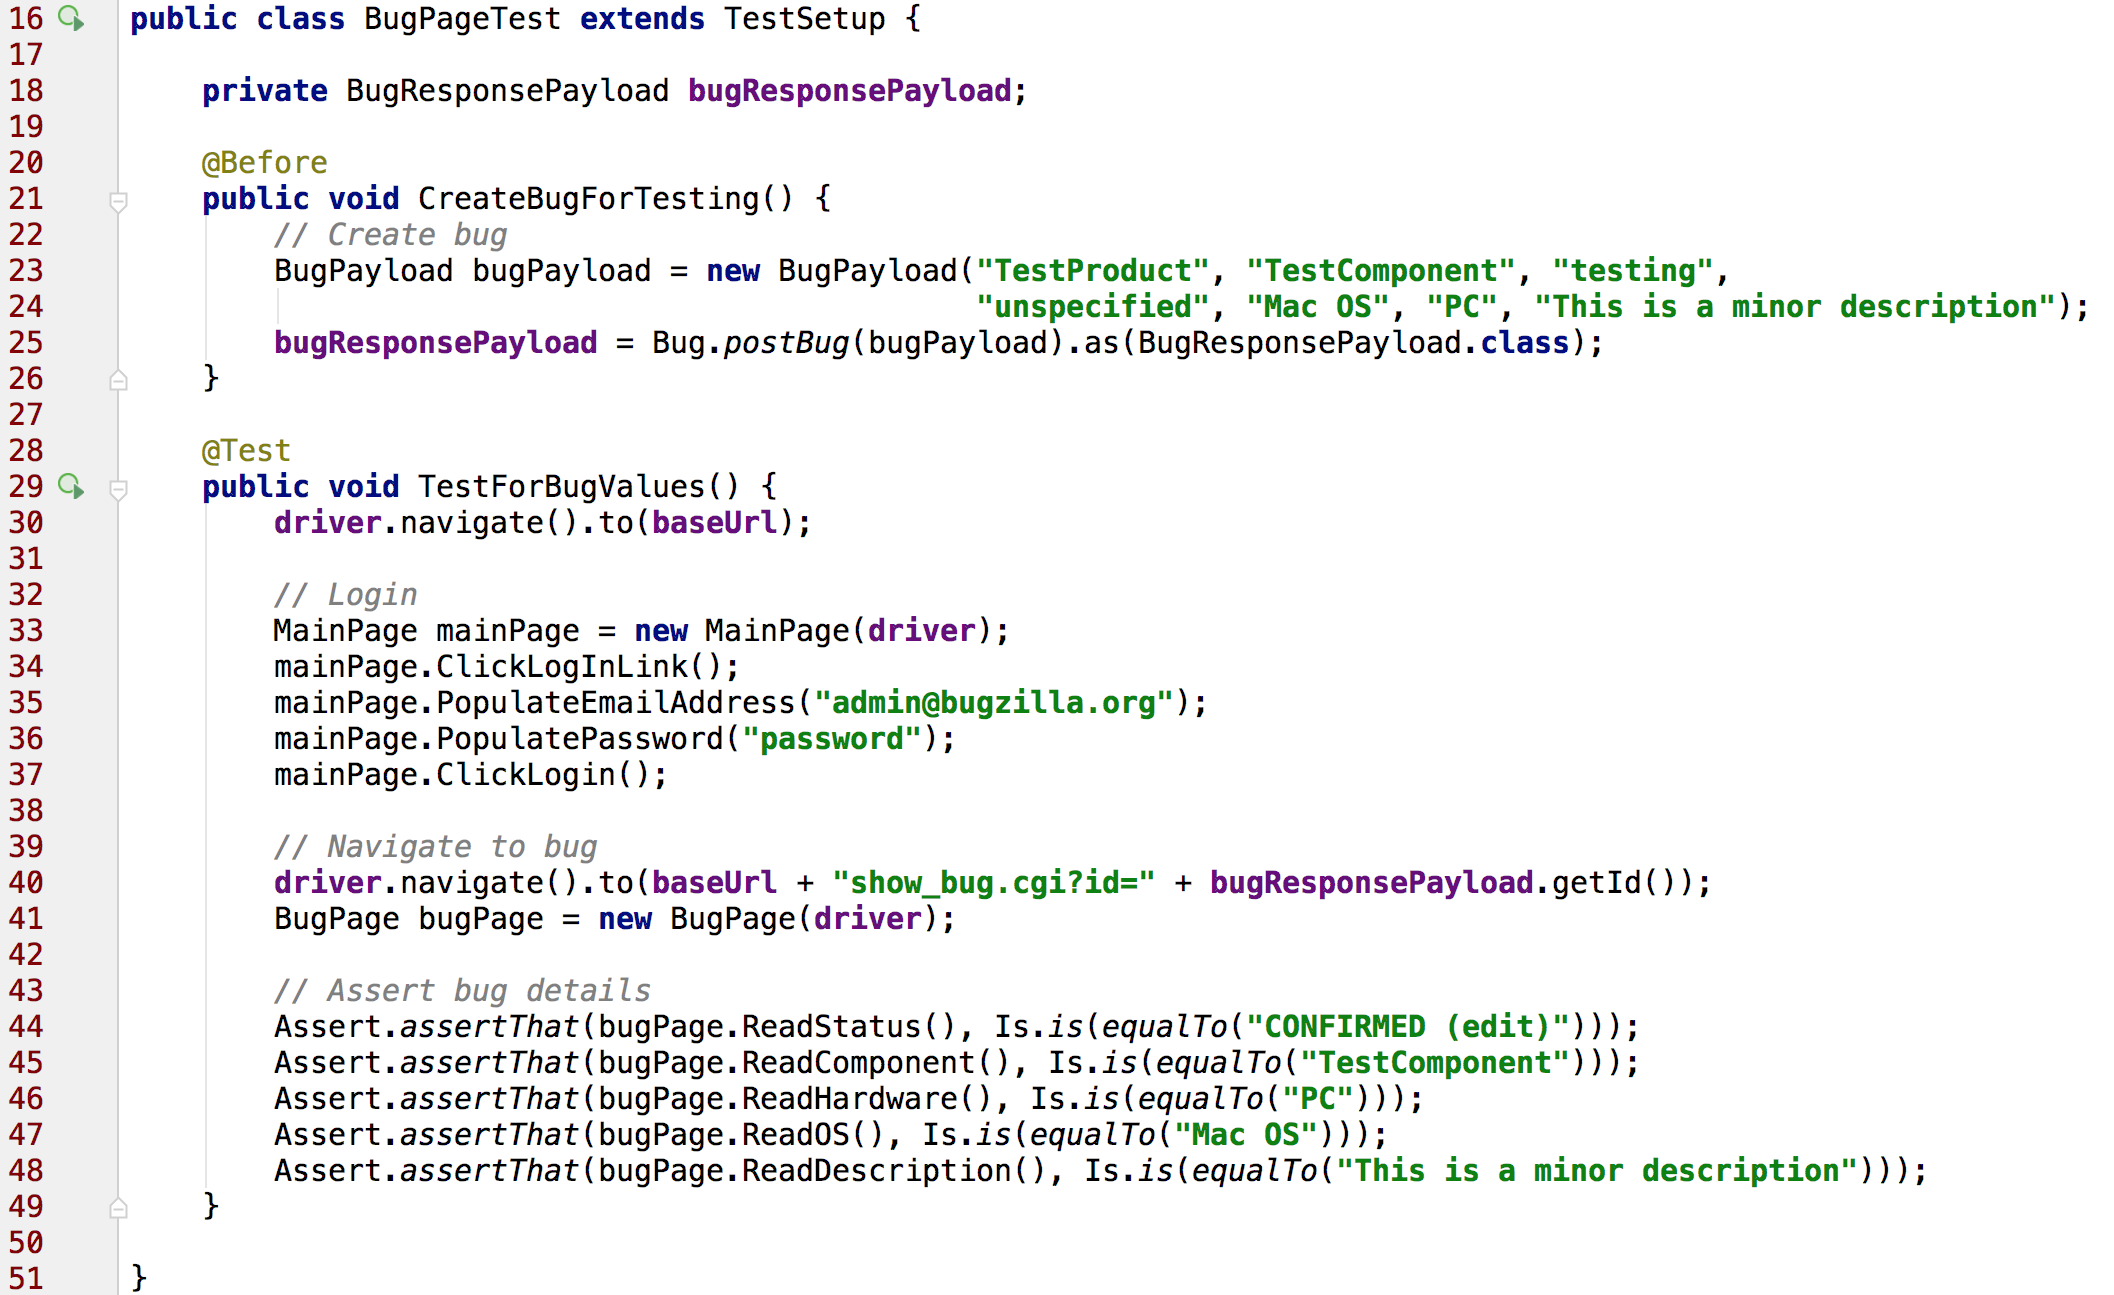 16 public class BugPageTest extends TestSetup {
17
18     private BugResponsePayload bugResponsePayload;
19
20     @Before
21     public void CreateBugForTesting() {
22         // Create bug
23         BugPayload bugPayload = new BugPayload("TestProduct", "TestComponent", "testing",
24                                                "unspecified", "Mac OS", "PC", "This is a minor description");
25         bugResponsePayload = Bug.postBug(bugPayload).as(BugResponsePayload.class);
26     }
27
28     @Test
29     public void TestForBugValues() {
30         driver.navigate().to(baseUrl);
31
32         // Login
33         MainPage mainPage = new MainPage(driver);
34         mainPage.ClickLogInLink();
35         mainPage.PopulateEmailAddress("admin@bugzilla.org");
36         mainPage.PopulatePassword("password");
37         mainPage.ClickLogin();
38
39         // Navigate to bug
40         driver.navigate().to(baseUrl + "show_bug.cgi?id=" + bugResponsePayload.getId());
41         BugPage bugPage = new BugPage(driver);
42
43         // Assert bug details
44         Assert.assertThat(bugPage.ReadStatus(), Is.is(equalTo("CONFIRMED (edit)")));
45         Assert.assertThat(bugPage.ReadComponent(), Is.is(equalTo("TestComponent")));
46         Assert.assertThat(bugPage.ReadHardware(), Is.is(equalTo("PC")));
47         Assert.assertThat(bugPage.ReadOS(), Is.is(equalTo("Mac OS")));
48         Assert.assertThat(bugPage.ReadDescription(), Is.is(equalTo("This is a minor description")));
49     }
50
51 }